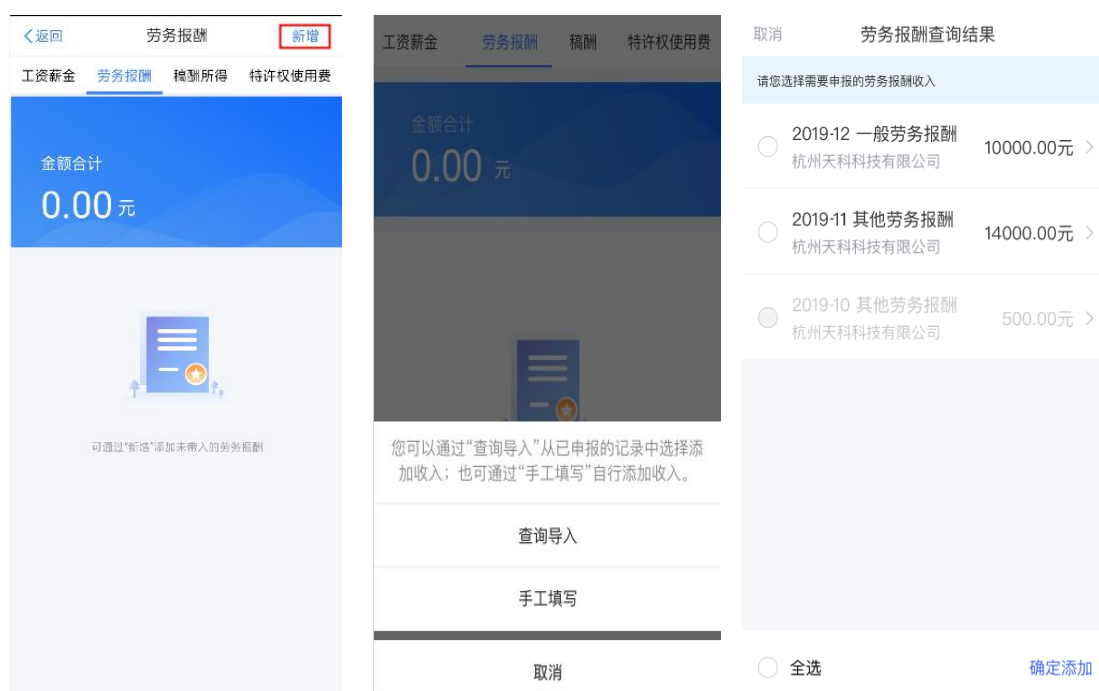 返回
劳务报酬
新增
工资薪金
劳务报酬
稿酬所得
特许权使用费
金额合计
0.00 元
可通过“新增”添加未带入的劳务报酬
工资薪金
劳务报酬
稿酬
特许权使用费
金额合计
0.00 元
您可以通过“查询导入”从已申报的记录中选择添
加收入；也可通过“手工填写”自行添加收入。
查询导入
手工填写
取消
取消
劳务报酬查询结果
请您选择需要申报的劳务报酬收入
2019-12 一般劳务报酬
10000.00元
杭州天科科技有限公司
2019-11 其他劳务报酬
14000.00元
杭州天科科技有限公司
2019-10 其他劳务报酬
500.00元
杭州天科科技有限公司
全选
确定添加